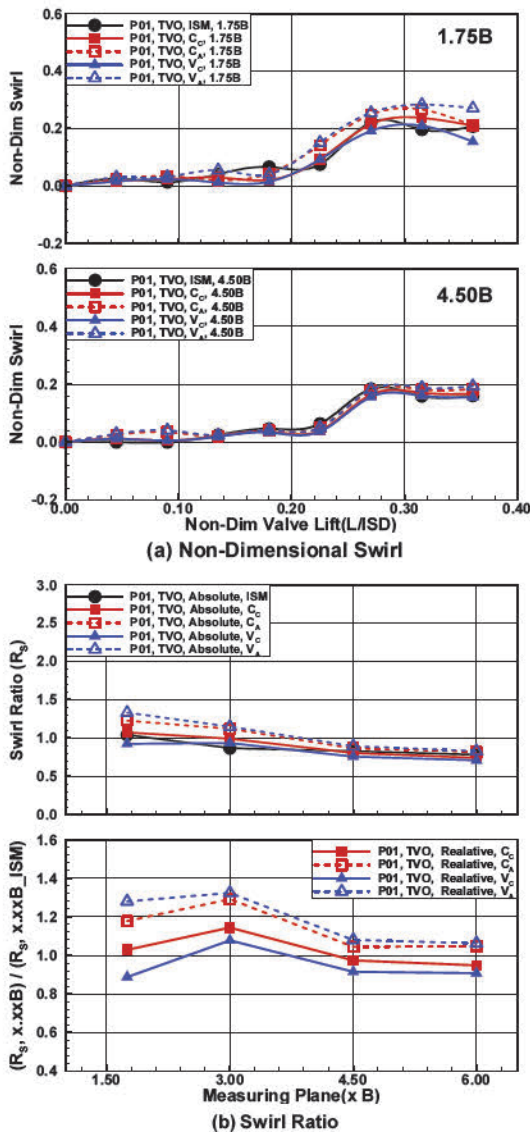 P01, TVO, ISM, 1.75B
P01, TVO, C_C, 1.75B
P01, TVO, C_A, 1.75B
P01, TVO, V_C, 1.75B
P01, TVO, V_A, 1.75B
1.75B
Non-Dim Swirl
0.6
0.4
0.2
0.0
-0.2
P01, TVO, ISM, 4.50B
P01, TVO, C_C, 4.50B
P01, TVO, C_A, 4.50B
P01, TVO, V_C, 4.50B
P01, TVO, V_A, 4.50B
4.50B
Non-Dim Swirl
0.6
0.4
0.2
0.0
-0.2
0.00 0.10 0.20 0.30 0.40
Non-Dim Valve Lift(L/ISD)
(a) Non-Dimensional Swirl
P01, TVO, Absolute, ISM
P01, TVO, Absolute, C_C
P01, TVO, Absolute, C_A
P01, TVO, Absolute, V_C
P01, TVO, Absolute, V_A
Swirl Ratio (R_S)
3.0
2.5
2.0
1.5
1.0
0.5
0.0
P01, TVO, Realative, C_C
P01, TVO, Realative, C_A
P01, TVO, Realative, V_C
P01, TVO, Realative, V_A
(R_S, x.xxB) / (R_S, x.xxB_ISM)
1.6
1.4
1.2
1.0
0.8
0.6
0.4
1.50 3.00 4.50 6.00
Measuring Plane(x B)
(b) Swirl Ratio